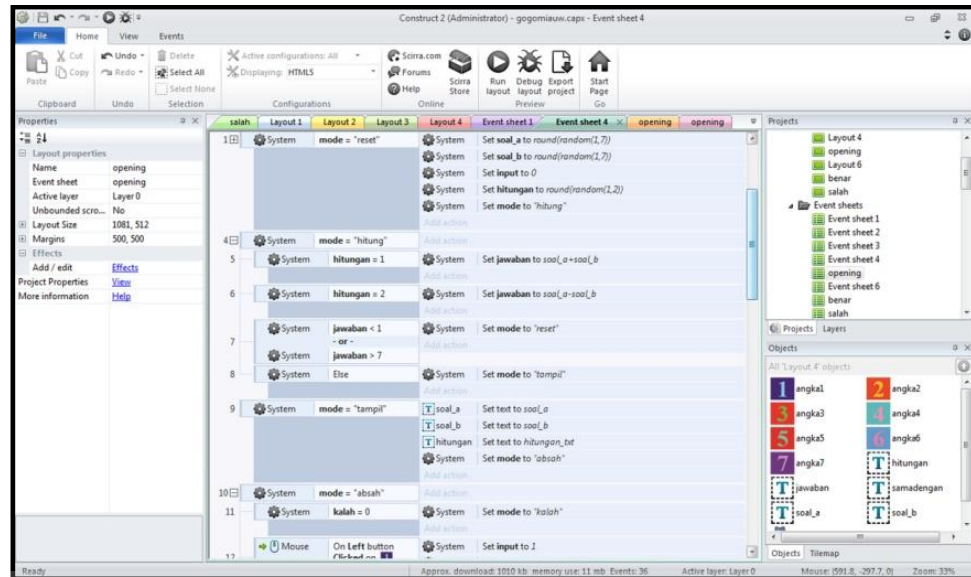 Construct 2 (Administrator) - gogomiauw.capx - Event sheet 4
File Home View Events
Paste
Cut
Copy
Clipboard
Undo
Redo
Undo
Delete
Select All
Select None
Selection
Active configurations: All
Displaying: HTML5
Configurations
Scirra.com
Forums
Help
Scirra Store
Online
Run layout
Debug layout
Export project
Preview
Start Page
Go
Properties
Layout properties
Name opening
Event sheet opening
Active layer Layer 0
Unbounded scro... No
Layout Size 1081, 512
Margins 500, 500
Effects
Add / edit Effects
Project Properties View
More information Help
salah Layout 1 Layout 2 Layout 3 Layout 4 Event sheet 1 Event sheet 4 opening opening
1 System mode = "reset" System Set soal_a to round(random(1,7))
System Set soal_b to round(random(1,7))
System Set input to 0
System Set hitungan to round(random(1,2))
System Set mode to "hitung"
Add action
4 System mode = "hitung" Add action
5 System hitungan = 1 System Set jawaban to soal_a+soal_b
Add action
6 System hitungan = 2 System Set jawaban to soal_a-soal_b
Add action
7 System jawaban < 1 System Set mode to "reset"
- or - Add action
System jawaban > 7
8 System Else System Set mode to "tampil"
Add action
9 System mode = "tampil" T soal_a Set text to soal_a
T soal_b Set text to soal_b
T hitungan Set text to hitungan_txt
System Set mode to "absah"
Add action
10 System mode = "absah" Add action
11 System kalah = 0 System Set mode to "kalah"
Add action
12 Mouse On Left button System Set input to 1
Clicked on 1
Projects
Layout 4
opening
Layout 6
benar
salah
Event sheets
Event sheet 1
Event sheet 2
Event sheet 3
Event sheet 4
opening
Event sheet 6
benar
salah
Projects Layers
Objects
All 'Layout 4' objects
1 angka1 2 angka2
3 angka3 4 angka4
5 angka5 6 angka6
7 angka7 T hitungan
T jawaban T samadengan
T soal_a T soal_b
Objects Tilemap
Ready Approx. download: 1010 kb memory use: 11 mb Events: 36 Active layer: Layer 0 Mouse: (591.8, -297.7, 0) Zoom: 33%